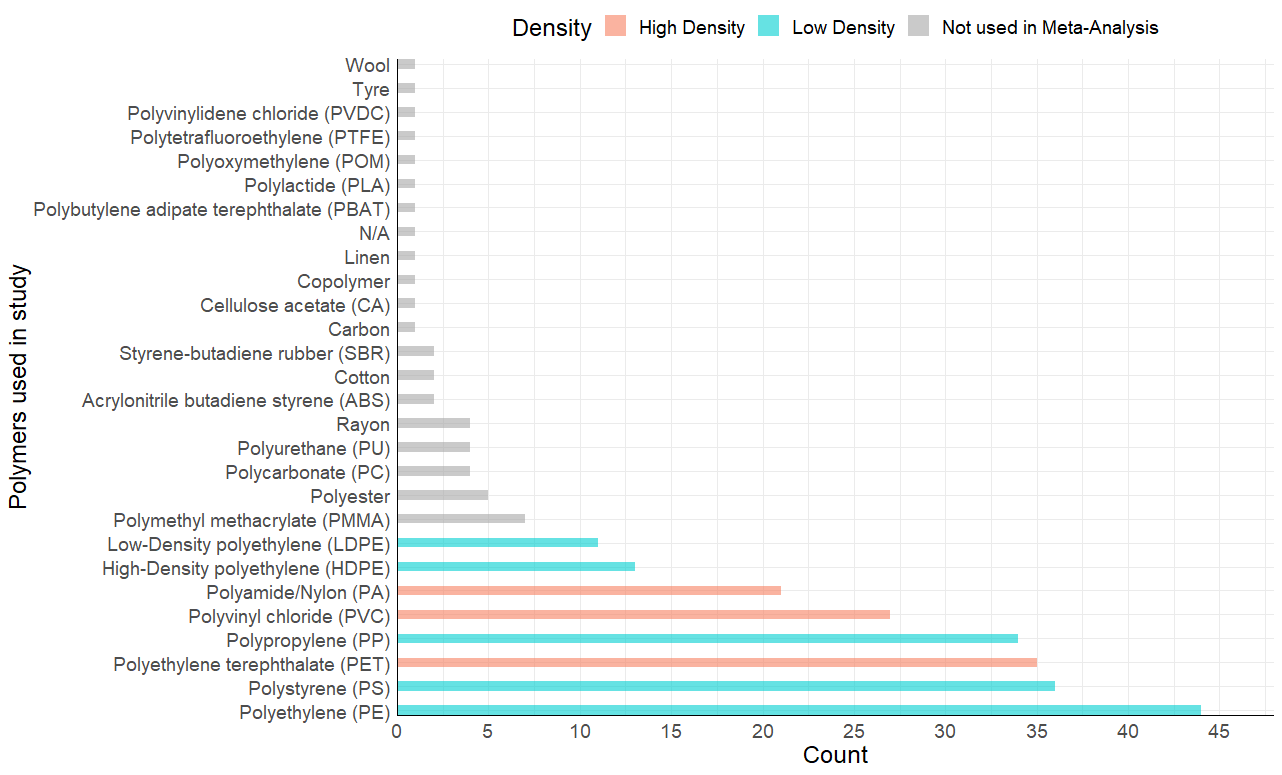 Density High Density Low Density Not used in Meta-Analysis
Wool
Tyre
Polyvinylidene chloride (PVDC)
Polytetrafluoroethylene (PTFE)
Polyoxymethylene (POM)
Polylactide (PLA)
Polybutylene adipate terephthalate (PBAT)
N/A
Linen
Copolymer
Cellulose acetate (CA)
Carbon
Styrene-butadiene rubber (SBR)
Cotton
Acrylonitrile butadiene styrene (ABS)
Rayon
Polyurethane (PU)
Polycarbonate (PC)
Polyester
Polymethyl methacrylate (PMMA)
Low-Density polyethylene (LDPE)
High-Density polyethylene (HDPE)
Polyamide/Nylon (PA)
Polyvinyl chloride (PVC)
Polypropylene (PP)
Polyethylene terephthalate (PET)
Polystyrene (PS)
Polyethylene (PE)
Polymers used in study
0 5 10 15 20 25 30 35 40 45
Count